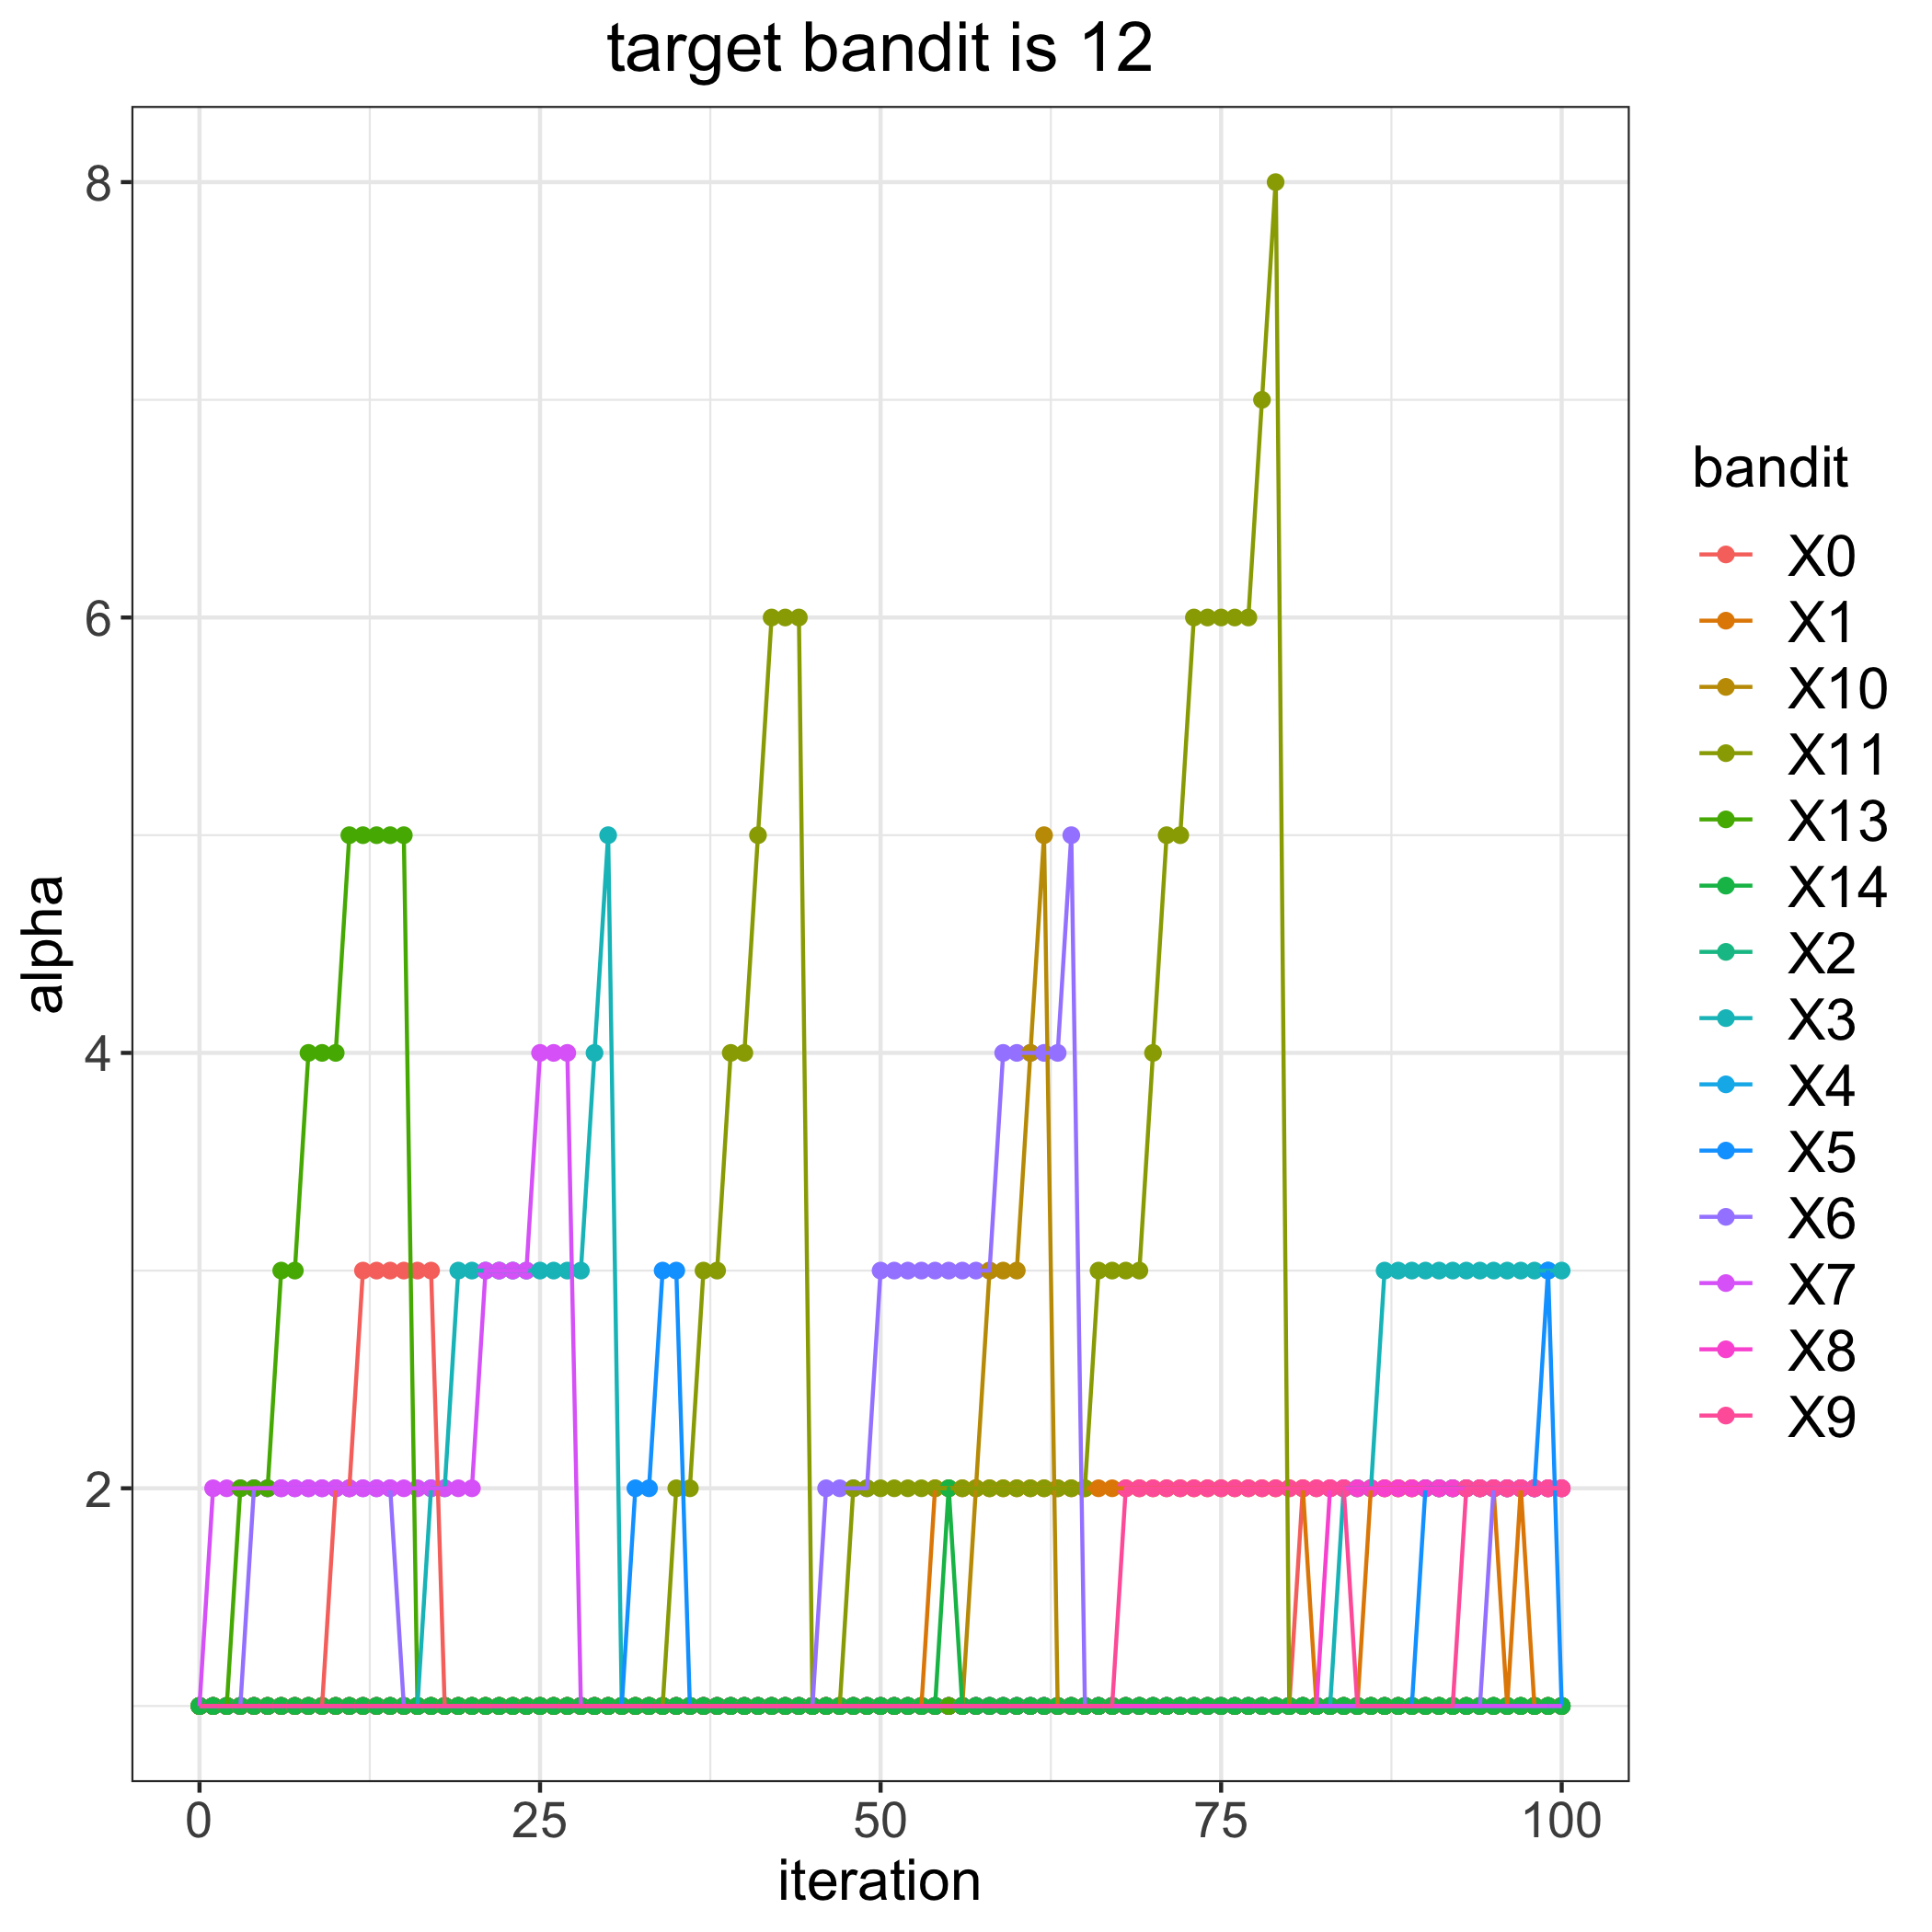 target bandit is 12
8
6
4
2
alpha
0 25 50 75 100
iteration
bandit
X0
X1
X10
X11
X13
X14
X2
X3
X4
X5
X6
X7
X8
X9